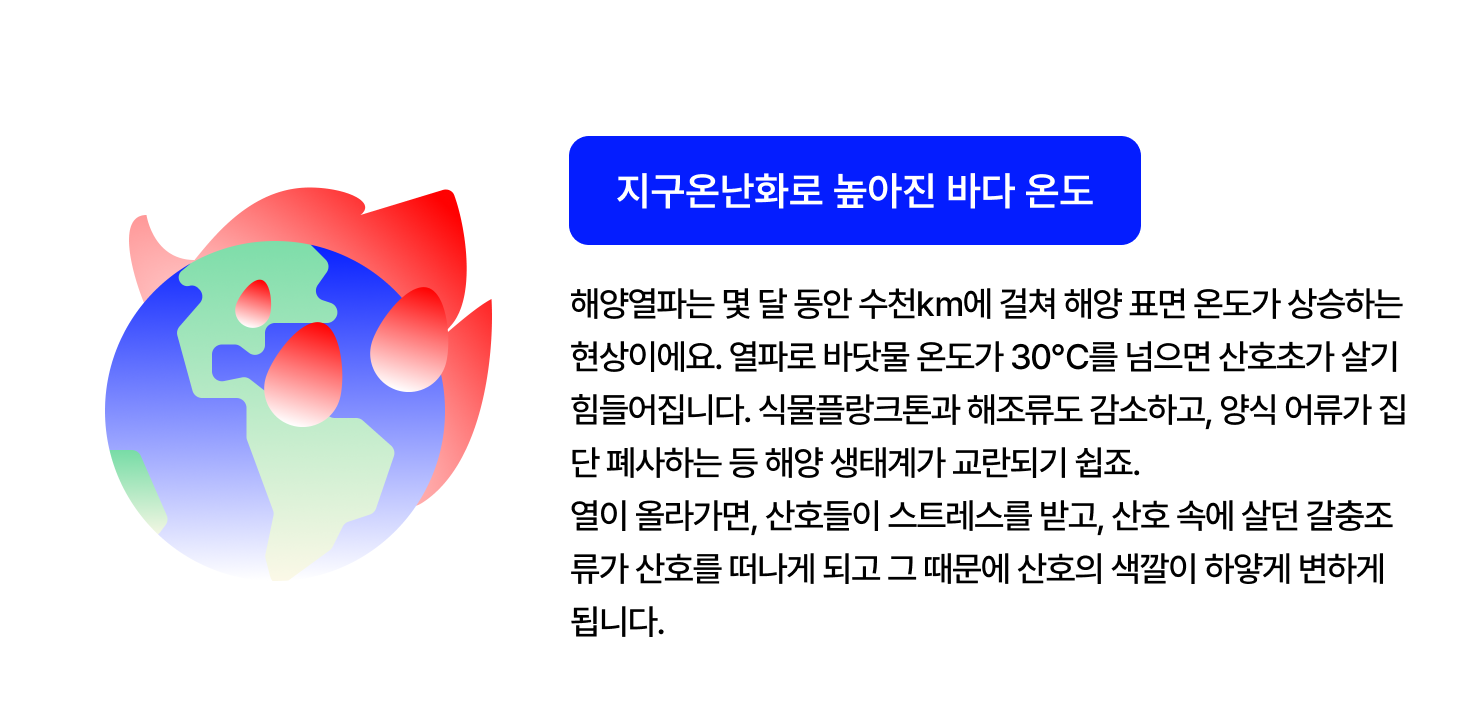 지구온난화로 높아진 바다 온도
해양열파는 몇 달 동안 수천km에 걸쳐 해양 표면 온도가 상승하는
현상이에요. 열파로 바닷물 온도가 30°C를 넘으면 산호초가 살기
힘들어집니다. 식물플랑크톤과 해조류도 감소하고, 양식 어류가 집
단 폐사하는 등 해양 생태계가 교란되기 쉽죠.
열이 올라가면, 산호들이 스트레스를 받고, 산호 속에 살던 갈충조
류가 산호를 떠나게 되고 그 때문에 산호의 색깔이 하얗게 변하게
됩니다.